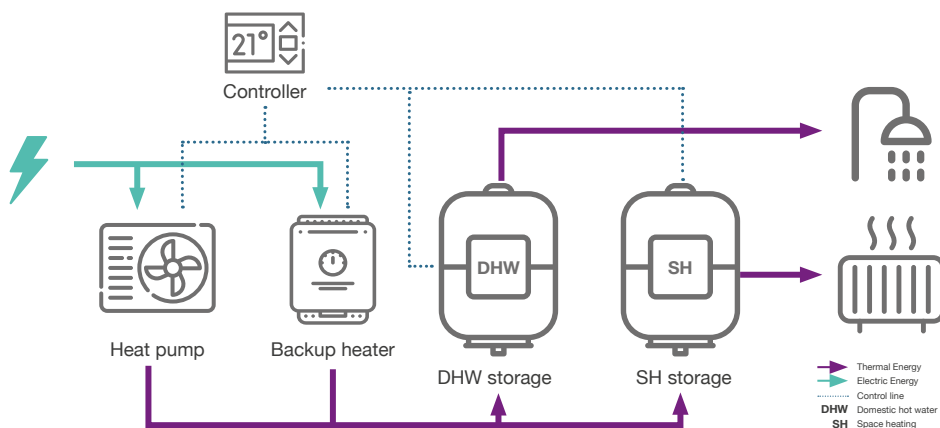 21°
Controller
DHW
SH
Heat pump
Backup heater
DHW storage
SH storage
Thermal Energy
Electric Energy
Control line
DHW Domestic hot water
SH Space heating